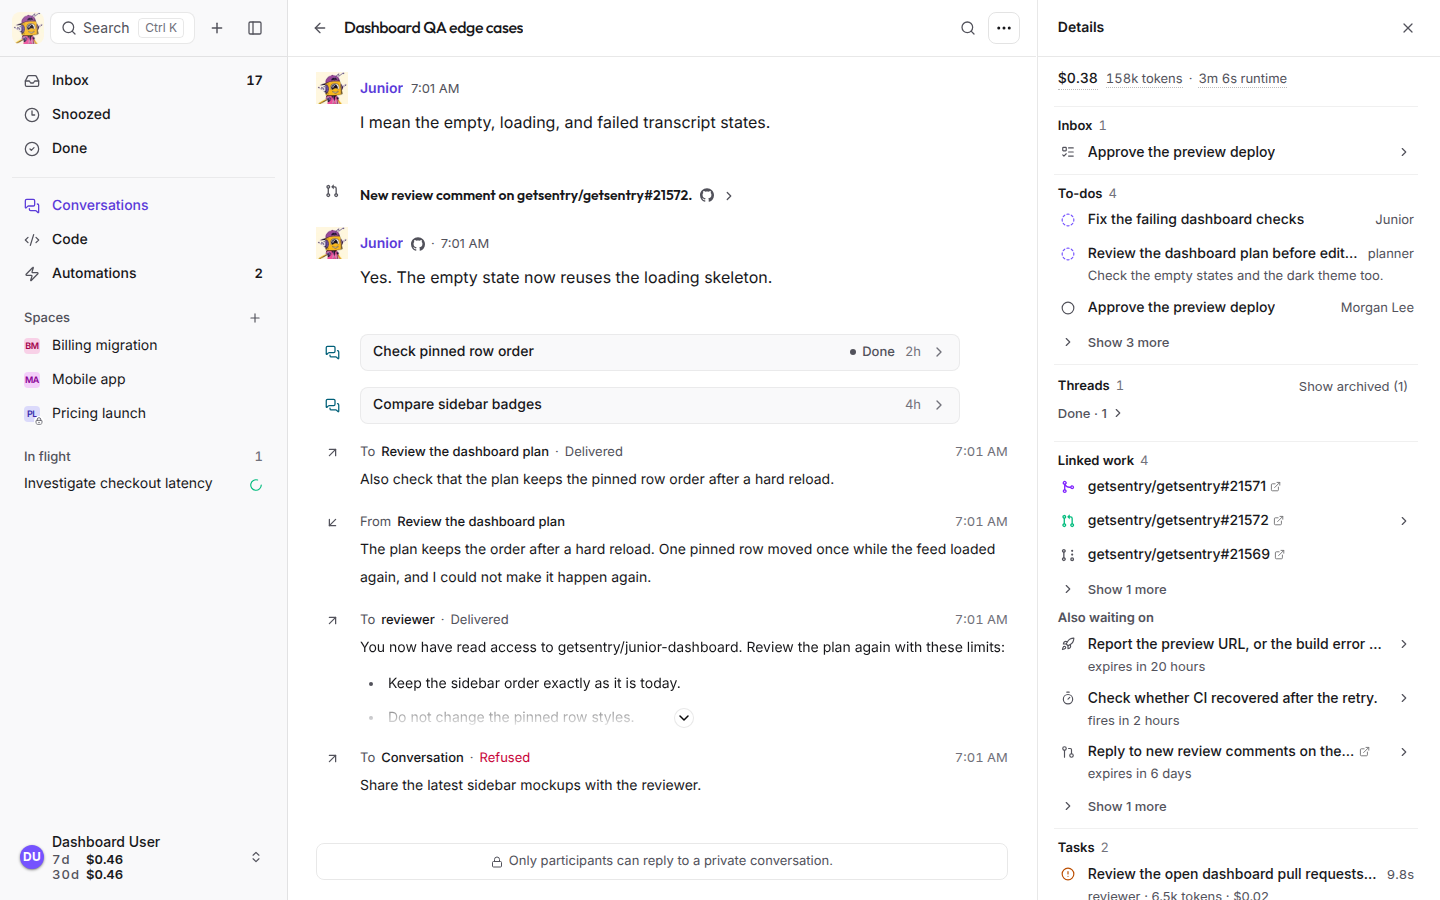 Search Ctrl K
Inbox 17
Snoozed
Done
Conversations
Code
Automations 2
Spaces
BM Billing migration
MA Mobile app
PL Pricing launch
In flight 1
Investigate checkout latency
DU Dashboard User
7d $0.46
30d $0.46
Dashboard QA edge cases
Junior 7:01 AM
I mean the empty, loading, and failed transcript states.
New review comment on getsentry/getsentry#21572.
Junior · 7:01 AM
Yes. The empty state now reuses the loading skeleton.
Check pinned row order Done 2h
Compare sidebar badges 4h
To Review the dashboard plan · Delivered 7:01 AM
Also check that the plan keeps the pinned row order after a hard reload.
From Review the dashboard plan 7:01 AM
The plan keeps the order after a hard reload. One pinned row moved once while the feed loaded
again, and I could not make it happen again.
To reviewer · Delivered 7:01 AM
You now have read access to getsentry/junior-dashboard. Review the plan again with these limits:
• Keep the sidebar order exactly as it is today.
• Do not change the pinned row styles.
To Conversation · Refused 7:01 AM
Share the latest sidebar mockups with the reviewer.
Only participants can reply to a private conversation.
Details
$0.38 158k tokens · 3m 6s runtime
Inbox 1
Approve the preview deploy
To-dos 4
Fix the failing dashboard checks Junior
Review the dashboard plan before edit... planner
Check the empty states and the dark theme too.
Approve the preview deploy Morgan Lee
Show 3 more
Threads 1 Show archived (1)
Done · 1
Linked work 4
getsentry/getsentry#21571
getsentry/getsentry#21572
getsentry/getsentry#21569
Show 1 more
Also waiting on
Report the preview URL, or the build error ...
expires in 20 hours
Check whether CI recovered after the retry.
fires in 2 hours
Reply to new review comments on the...
expires in 6 days
Show 1 more
Tasks 2
Review the open dashboard pull requests... 9.8s
reviewer · 6.5k tokens · $0.02